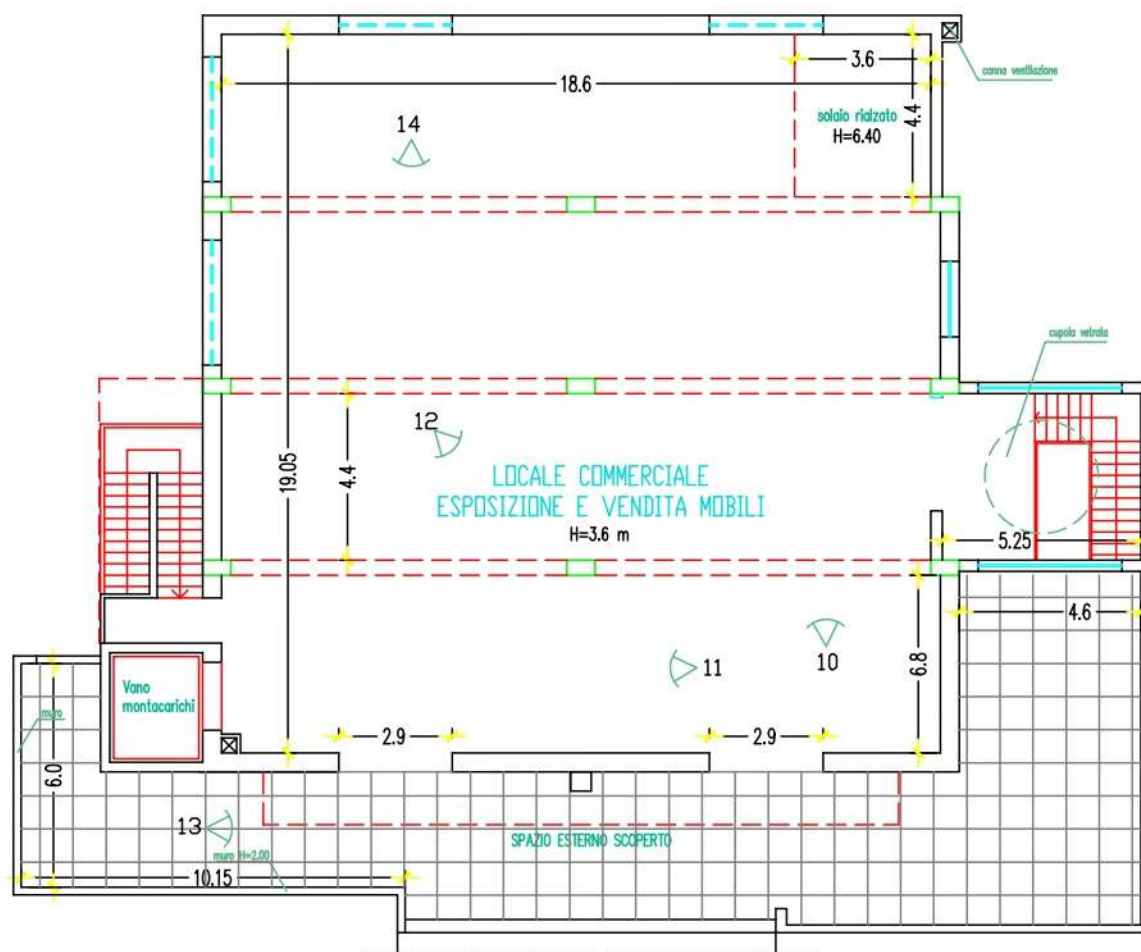 3.6
canna ventilazione
18.6
solaio rialzato
H=6.40
4.4
14
cupola vetrata
12
19.05
4.4
LOCALE COMMERCIALE
ESPOSIZIONE E VENDITA MOBILI
H=3.6 m
5.25
4.6
10
11
6.8
Vano
montacarichi
muro
6.0
2.9
2.9
13
SPAZIO ESTERNO SCOPERTO
muro H=2.00
10.15